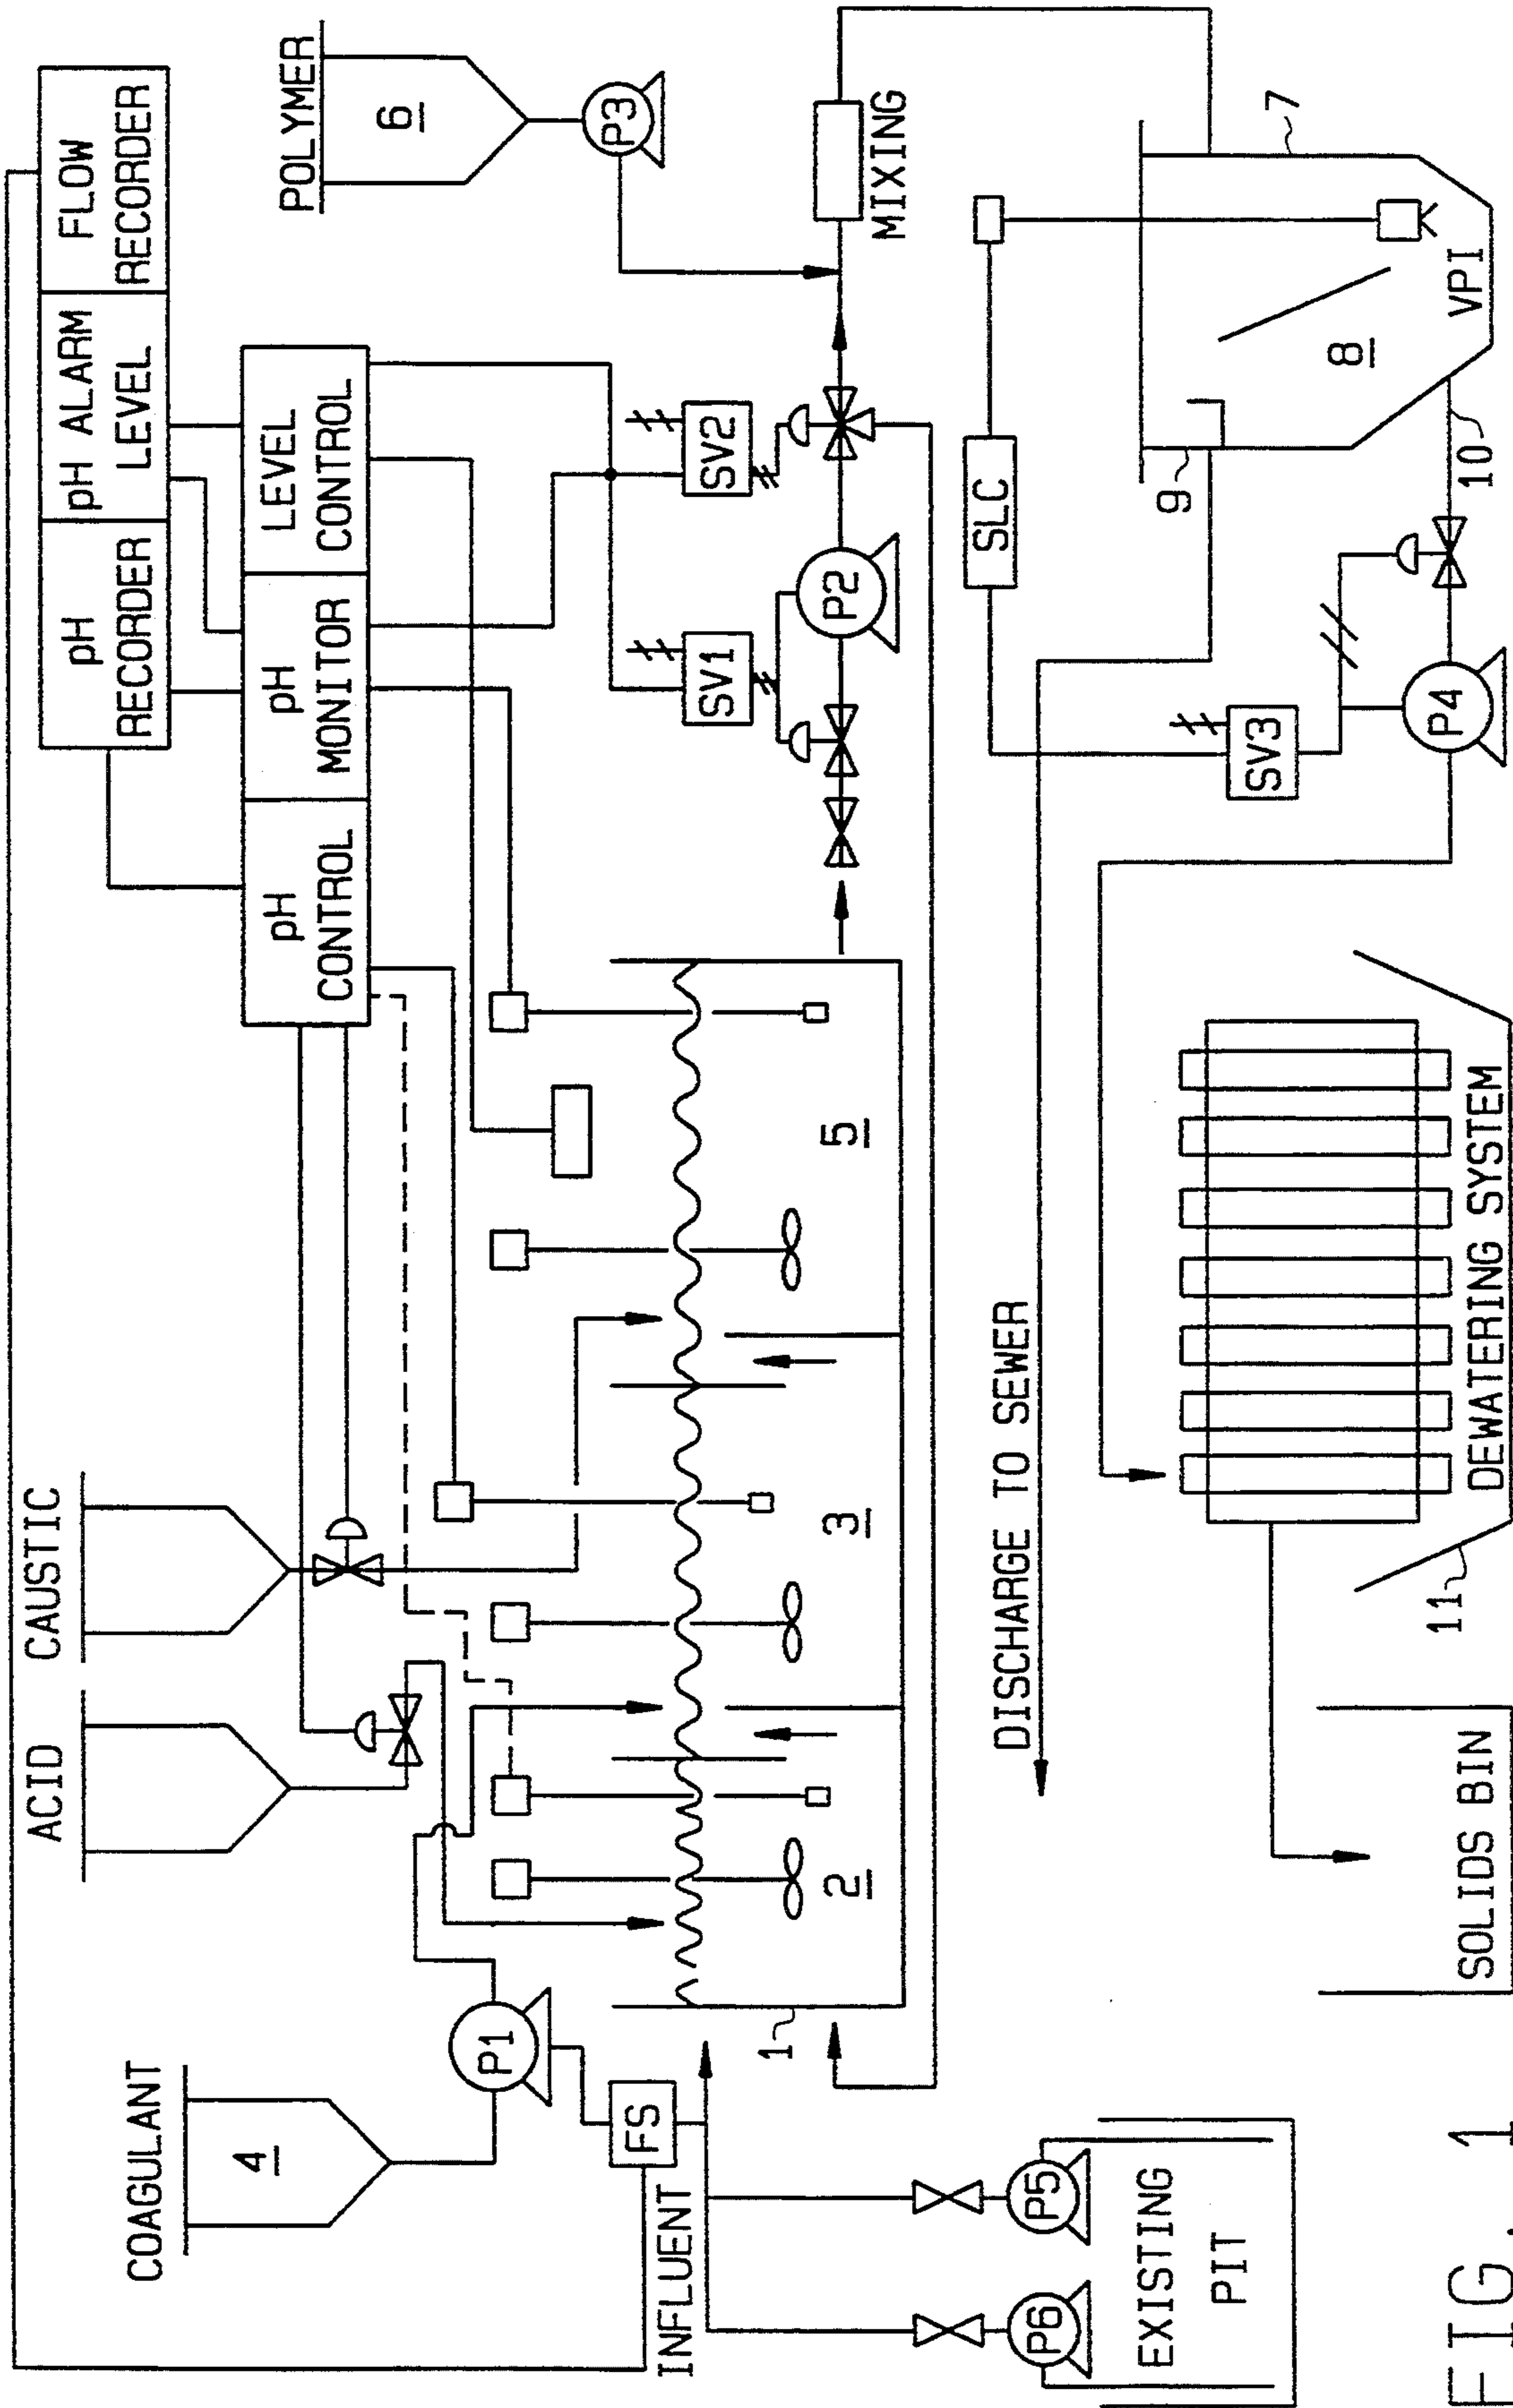 COAGULANT
4
ACID
CAUSTIC
pH
RECORDER
pH ALARM
LEVEL
FLOW
RECORDER
pH
CONTROL
pH
MONITOR
LEVEL
CONTROL
POLYMER
6
P3
P1
FS
INFLUENT
SV1
SV2
P2
MIXING
1
2
3
5
P6
P5
EXISTING
PIT
DISCHARGE TO SEWER
SLC
SV3
P4
7
8
9
10
VPI
SOLIDS BIN
11
DEWATERING SYSTEM
FIG. 1